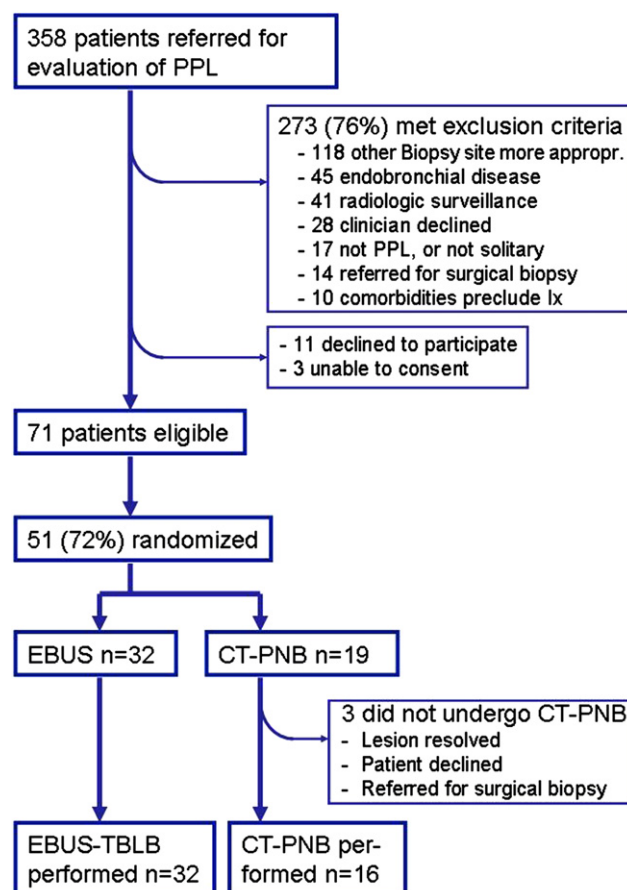 358 patients referred for
evaluation of PPL
273 (76%) met exclusion criteria
- 118 other Biopsy site more appropr.
- 45 endobronchial disease
- 41 radiologic surveillance
- 28 clinician declined
- 17 not PPL, or not solitary
- 14 referred for surgical biopsy
- 10 comorbidities preclude Ix
- 11 declined to participate
- 3 unable to consent
71 patients eligible
51 (72%) randomized
EBUS n=32
CT-PNB n=19
3 did not undergo CT-PNB
- Lesion resolved
- Patient declined
- Referred for surgical biopsy
EBUS-TBLB
performed n=32
CT-PNB per-
formed n=16